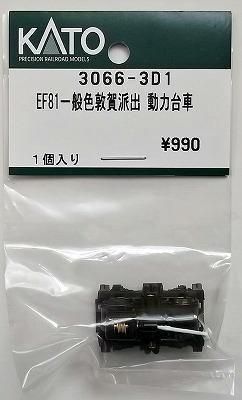 KATO
PRECISION RAILROAD MODELS
3066-3D1
EF81一般色敦賀派出 動力台車
¥990
1個入り